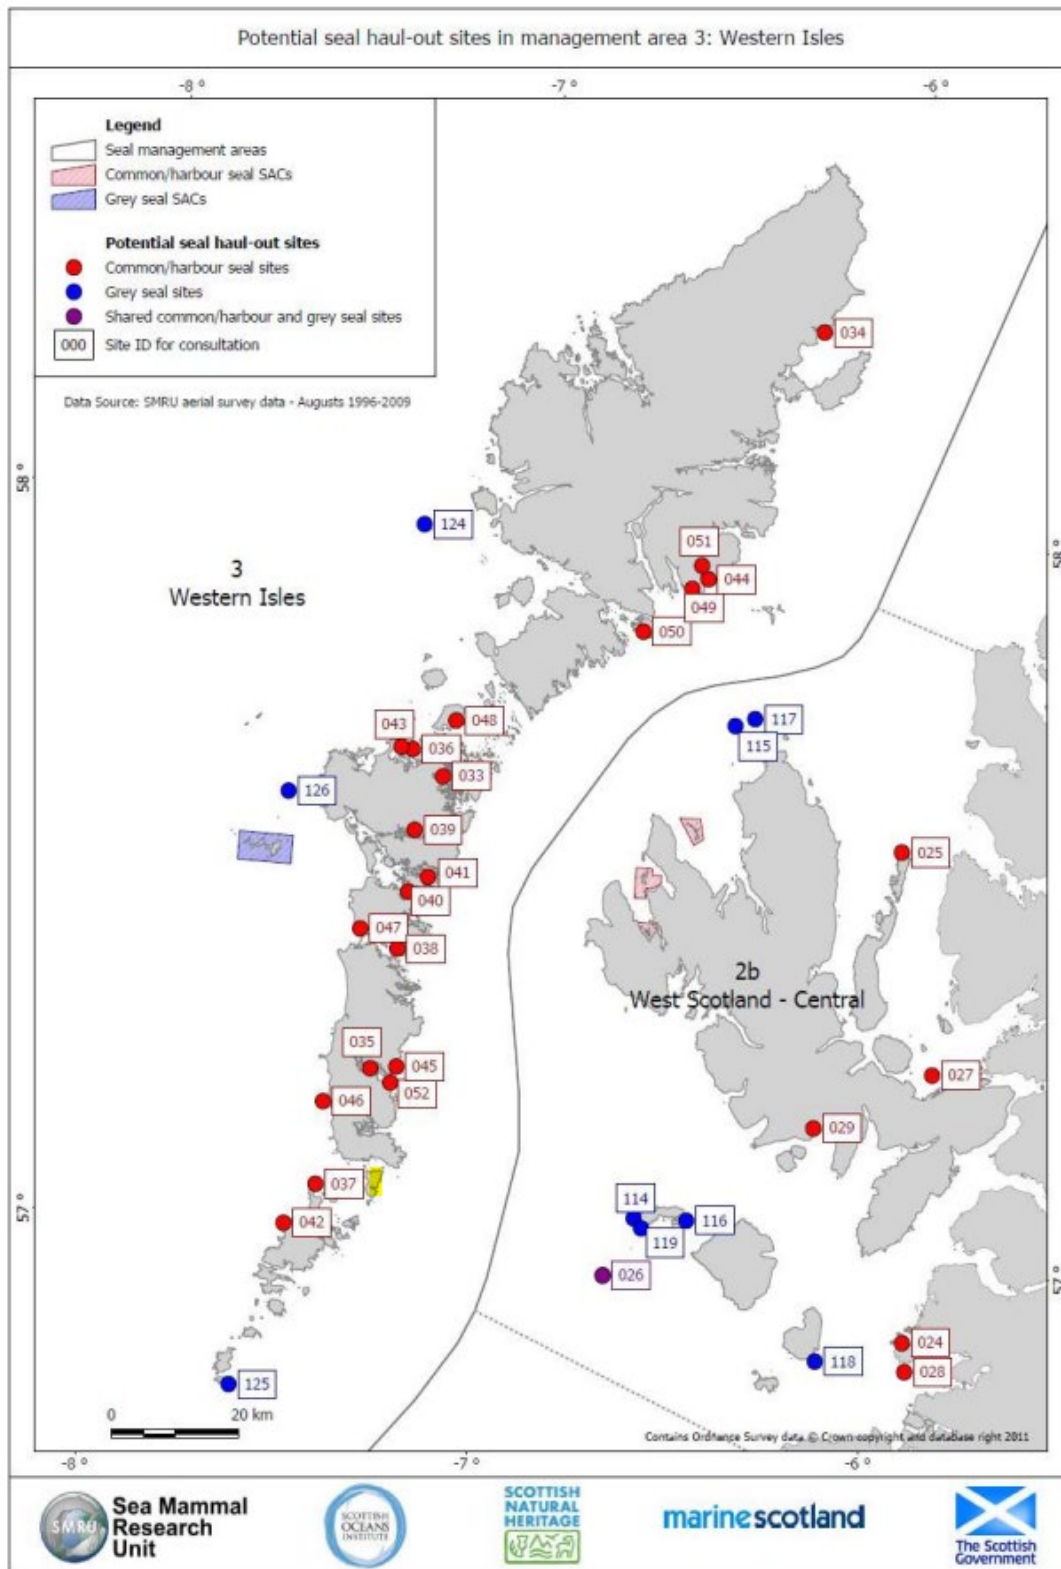 Potential seal haul-out sites in management area 3: Western Isles
-8 °
-7 °
-6 °
Legend
Seal management areas
Common/harbour seal SACs
Grey seal SACs
Potential seal haul-out sites
Common/harbour seal sites
Grey seal sites
Shared common/harbour and grey seal sites
000 Site ID for consultation
Data Source: SMRU aerial survey data - Augusts 1996-2009
034
58 °
124
58 °
051
044
049
050
3
Western Isles
048
117
115
043
036
033
126
039
025
041
040
047
038
2b
West Scotland - Central
035
045
052
046
027
029
037
57 °
042
114
116
119
026
57 °
024
118
028
125
0 20 km
Contains Ordnance Survey data © Crown copyright and database right 2011
-8 °
-7 °
-6 °
SMRU
Sea Mammal
Research
Unit
SCOTTISH
OCEANS
INSTITUTE
SCOTTISH
NATURAL
HERITAGE
marinescotland
The Scottish
Government